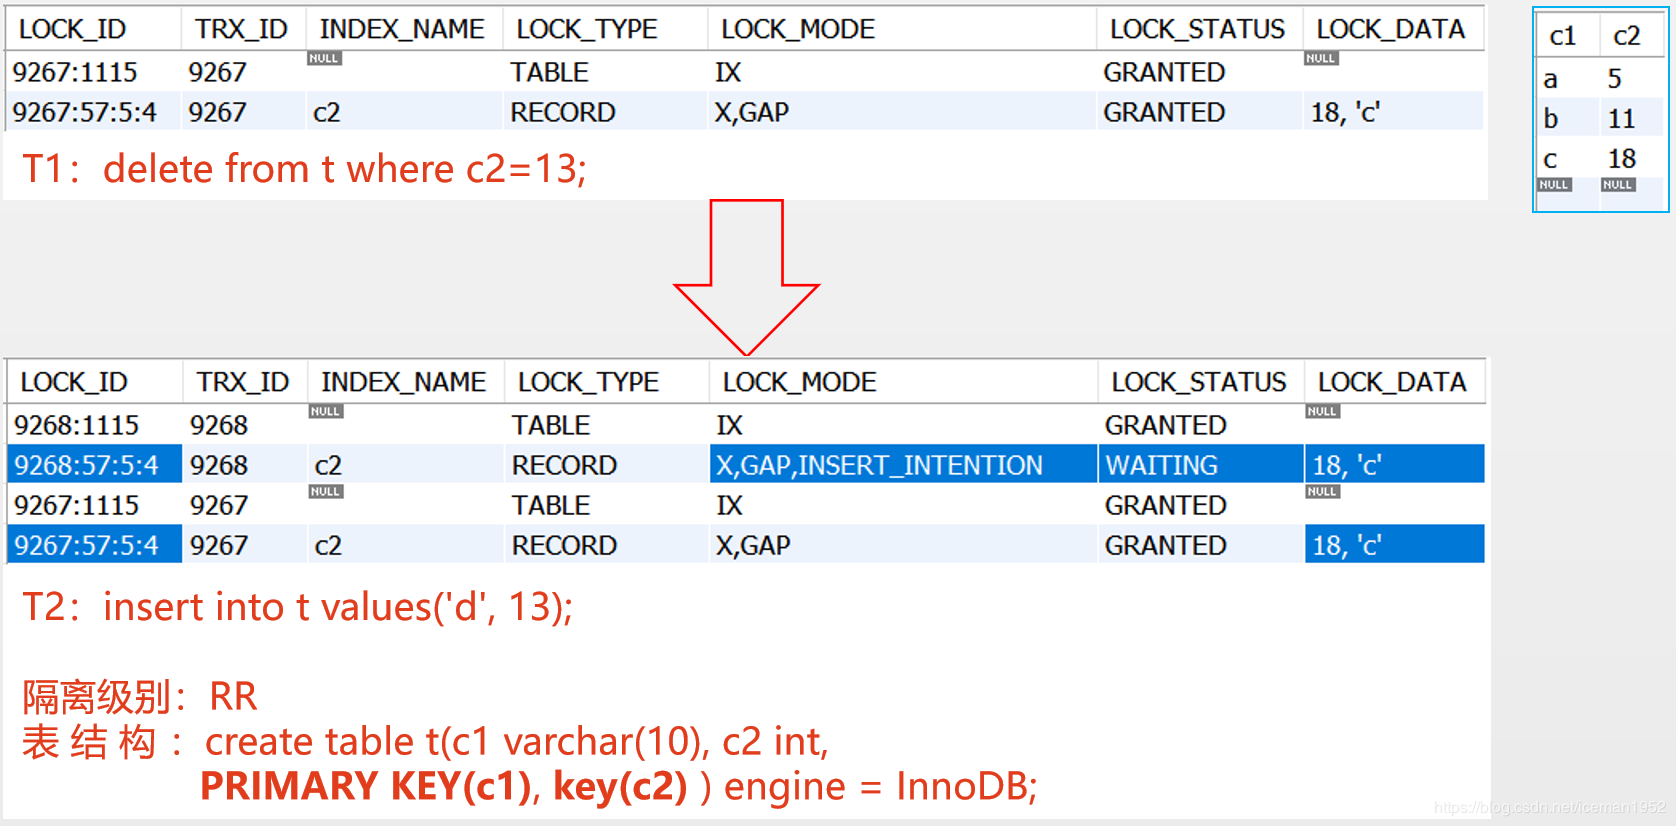 LOCK_ID TRX_ID INDEX_NAME LOCK_TYPE LOCK_MODE LOCK_STATUS LOCK_DATA
9267:1115 9267 NULL TABLE IX GRANTED NULL
9267:57:5:4 9267 c2 RECORD X,GAP GRANTED 18, 'c'
T1：delete from t where c2=13;
c1 c2
a 5
b 11
c 18
NULL NULL
LOCK_ID TRX_ID INDEX_NAME LOCK_TYPE LOCK_MODE LOCK_STATUS LOCK_DATA
9268:1115 9268 NULL TABLE IX GRANTED NULL
9268:57:5:4 9268 c2 RECORD X,GAP,INSERT_INTENTION WAITING 18, 'c'
9267:1115 9267 NULL TABLE IX GRANTED NULL
9267:57:5:4 9267 c2 RECORD X,GAP GRANTED 18, 'c'
T2：insert into t values('d', 13);
隔离级别：RR
表 结 构 ：create table t(c1 varchar(10), c2 int,
PRIMARY KEY(c1), key(c2) ) engine = InnoDB;
https://blog.csdn.net/iceman1952